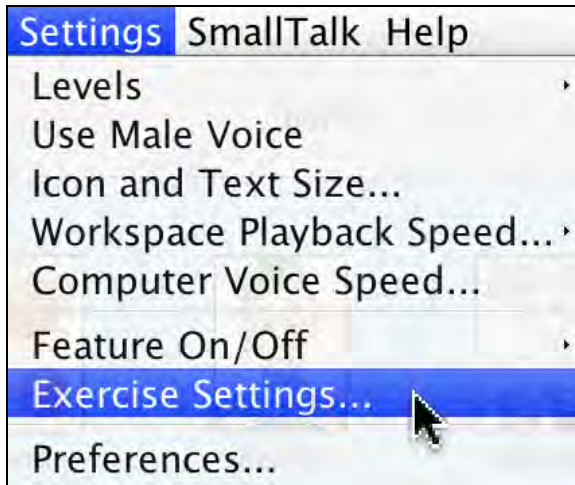 Settings SmallTalk Help
Levels
Use Male Voice
Icon and Text Size...
Workspace Playback Speed...
Computer Voice Speed...
Feature On/Off
Exercise Settings...
Preferences...